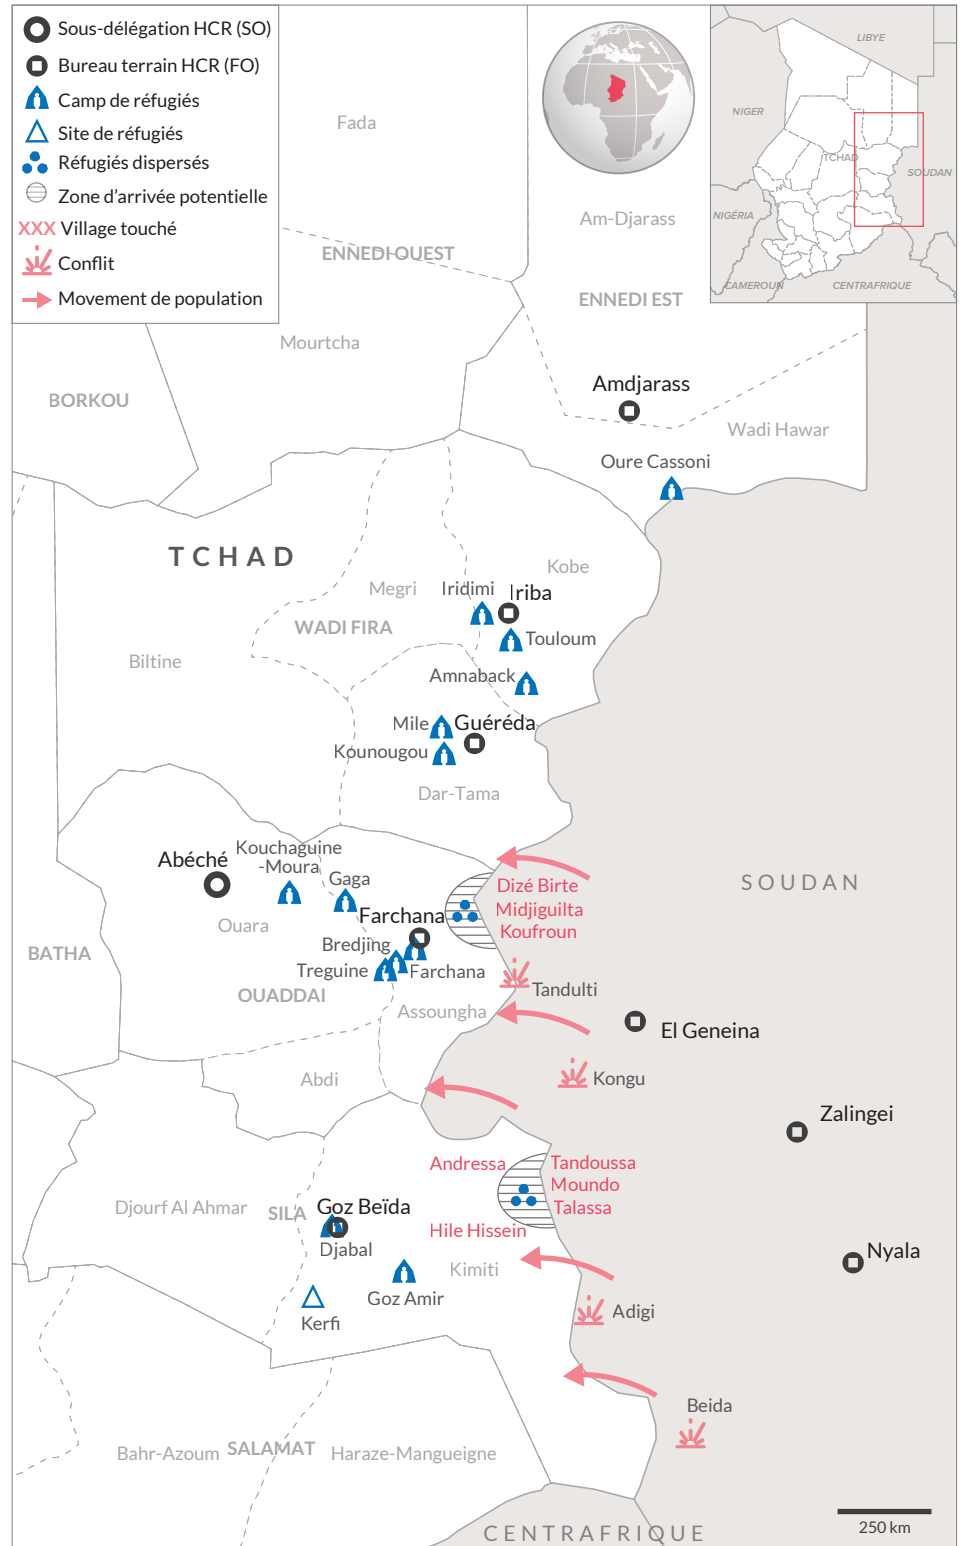 Sous-délégation HCR (SO)
Bureau terrain HCR (FO)
Camp de réfugiés
Site de réfugiés
Réfugiés dispersés
Zone d'arrivée potentielle
XXX Village touché
Conflit
Movement de population
LIBYE
NIGER
TCHAD
SOUDAN
NIGÉRIA
CAMEROUN
CENTRAFRIQUE
Fada
Am-Djarass
ENNEDI OUEST
ENNEDI EST
Mourtcha
BORKOU
Amdjarass
Wadi Hawar
Oure Cassoni
TCHAD
Kobe
Megri
Iridimi
Iriba
WADI FIRA
Touloum
Biltine
Amnaback
Mile
Guéréda
Kounougou
Dar-Tama
Kouchaguine
-Moura
Abéché
Gaga
SOUDAN
Dizé Birte
Midjiguilta
Koufroun
Farchana
Ouara
Bredjing
BATHA
Treguine
Farchana
Tandulti
OUADDAI
Assoungha
El Geneina
Abdi
Kongu
Zalingei
Andressa
Tandoussa
Moundo
Talassa
Djourf Al Ahmar
SILA
Goz Beïda
Hile Hissein
Djabal
Nyala
Kimiti
Goz Amir
Adigi
Kerfi
Beida
Bahr-Azoum
SALAMAT
Haraze-Mangueigne
250 km
CENTRAFRIQUE